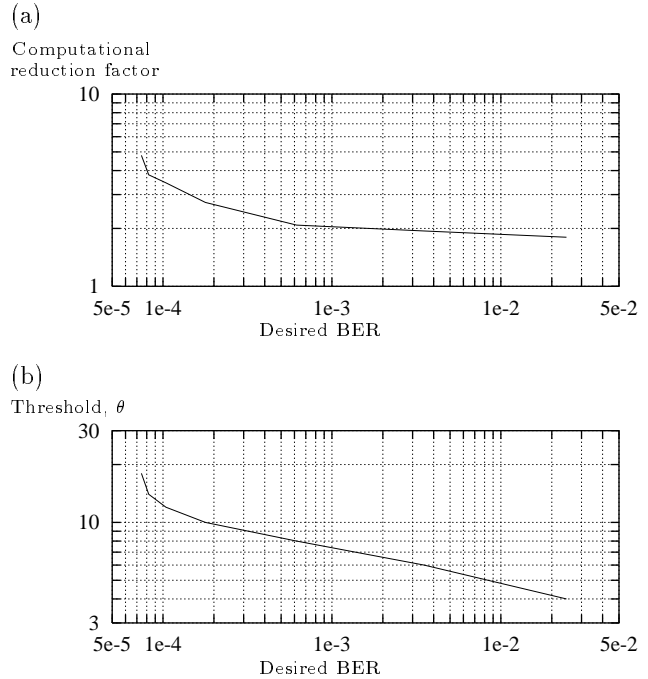 (a)
Computational
reduction factor
10
1
5e-5 1e-4 1e-3 1e-2 5e-2
Desired BER
(b)
Threshold, θ
30
10
3
5e-5 1e-4 1e-3 1e-2 5e-2
Desired BER